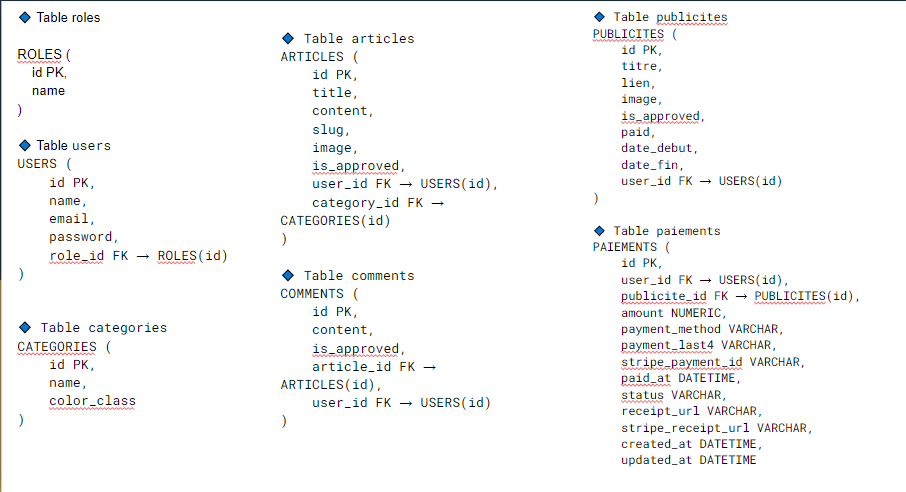 Table roles
ROLES (
id PK,
name
)
Table users
USERS (
id PK,
name,
email,
password,
role_id FK → ROLES(id)
)
Table categories
CATEGORIES (
id PK,
name,
color_class
)
Table articles
ARTICLES (
id PK,
title,
content,
slug,
image,
is_approved,
user_id FK → USERS(id),
category_id FK →
CATEGORIES(id)
)
Table comments
COMMENTS (
id PK,
content,
is_approved,
article_id FK →
ARTICLES(id),
user_id FK → USERS(id)
)
Table publicites
PUBLICITES (
id PK,
titre,
lien,
image,
is_approved,
paid,
date_debut,
date_fin,
user_id FK → USERS(id)
)
Table paiements
PAIEMENTS (
id PK,
user_id FK → USERS(id),
publicite_id FK → PUBLICITES(id),
amount NUMERIC,
payment_method VARCHAR,
payment_last4 VARCHAR,
stripe_payment_id VARCHAR,
paid_at DATETIME,
status VARCHAR,
receipt_url VARCHAR,
stripe_receipt_url VARCHAR,
created_at DATETIME,
updated_at DATETIME